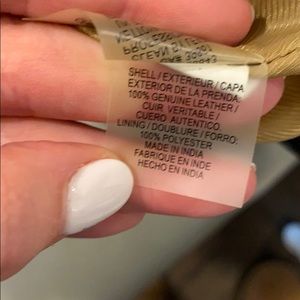 SHELL / EXTERIEUR / CAPA
EXTERIOR DE LA PRENDA:
100% GENUINE LEATHER /
CUIR VERITABLE /
CUERO AUTENTICO
LINING / DOUBLURE / FORRO:
100% POLYESTER
MADE IN INDIA
FABRIQUE EN INDE
HECHO EN INDIA